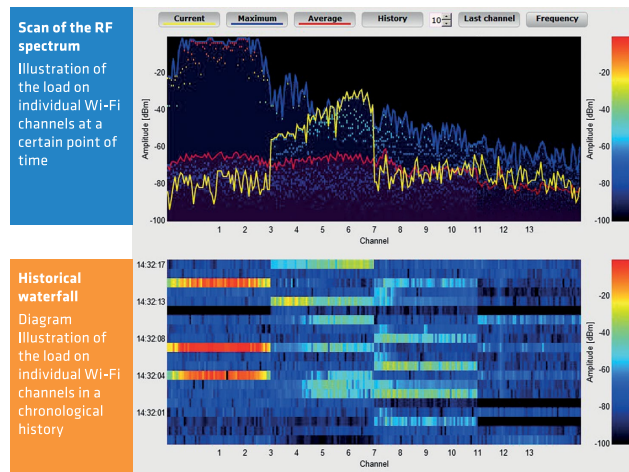 Scan of the RF
spectrum
Illustration of
the load on
individual Wi-Fi
channels at a
certain point of
time
Current Maximum Average History 10 Last channel Frequency
Amplitude [dBm]
-20
-40
-60
-80
-100
1 2 3 4 5 6 7 8 9 10 11 12 13
Channel
-20
-40
-60
-80
-100
Amplitude [dBm]
Historical
waterfall
Diagram
Illustration of
the load on
individual Wi-Fi
channels in a
chronological
history
14:32:17
14:32:13
14:32:08
14:32:04
14:32:01
1 2 3 4 5 6 7 8 9 10 11 12 13
Channel
-20
-40
-60
-80
-100
Amplitude [dBm]